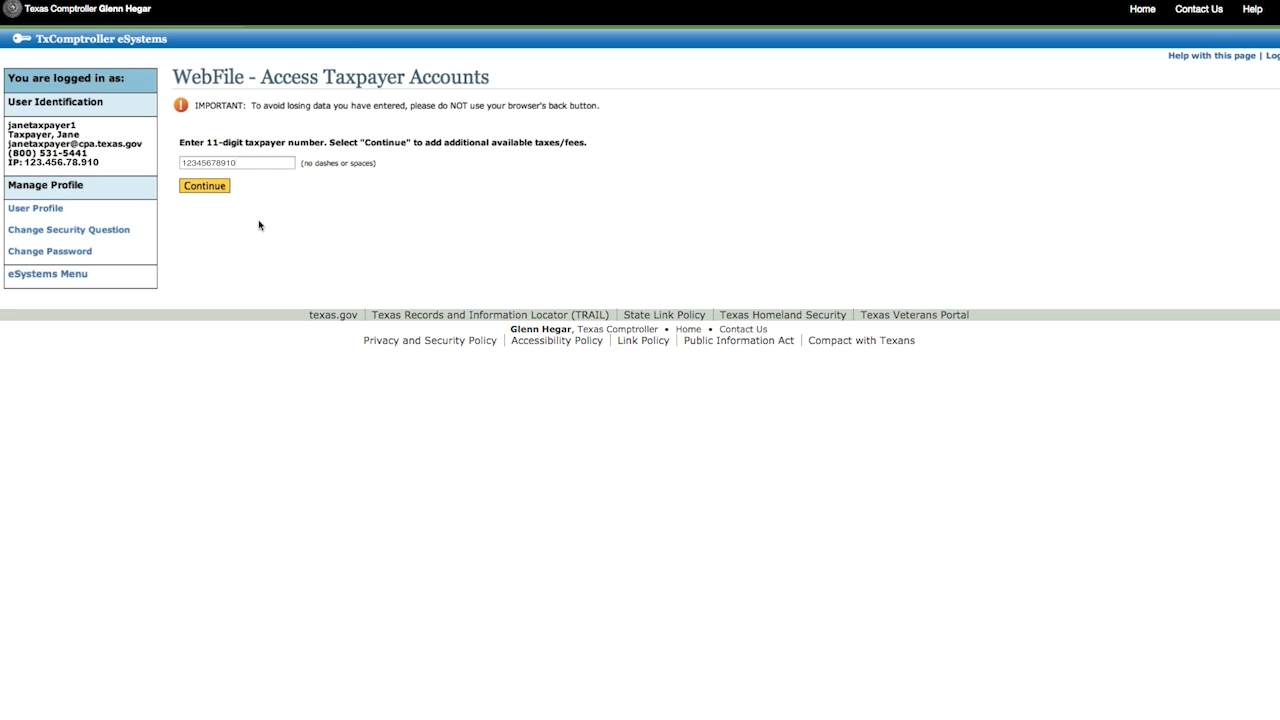 Texas Comptroller Glenn Hegar
Home Contact Us Help
TxComptroller eSystems
Help with this page |
You are logged in as:
User Identification
janetaxpayer1
Taxpayer, Jane
janetaxpayer@cpa.texas.gov
(800) 531-5441
IP: 123.456.78.910
Manage Profile
User Profile
Change Security Question
Change Password
eSystems Menu
WebFile - Access Taxpayer Accounts
IMPORTANT: To avoid losing data you have entered, please do NOT use your browser's back button.
Enter 11-digit taxpayer number. Select "Continue" to add additional available taxes/fees.
12345678910 (no dashes or spaces)
Continue
texas.gov | Texas Records and Information Locator (TRAIL) | State Link Policy | Texas Homeland Security | Texas Veterans Portal
Glenn Hegar, Texas Comptroller • Home • Contact Us
Privacy and Security Policy | Accessibility Policy | Link Policy | Public Information Act | Compact with Texans